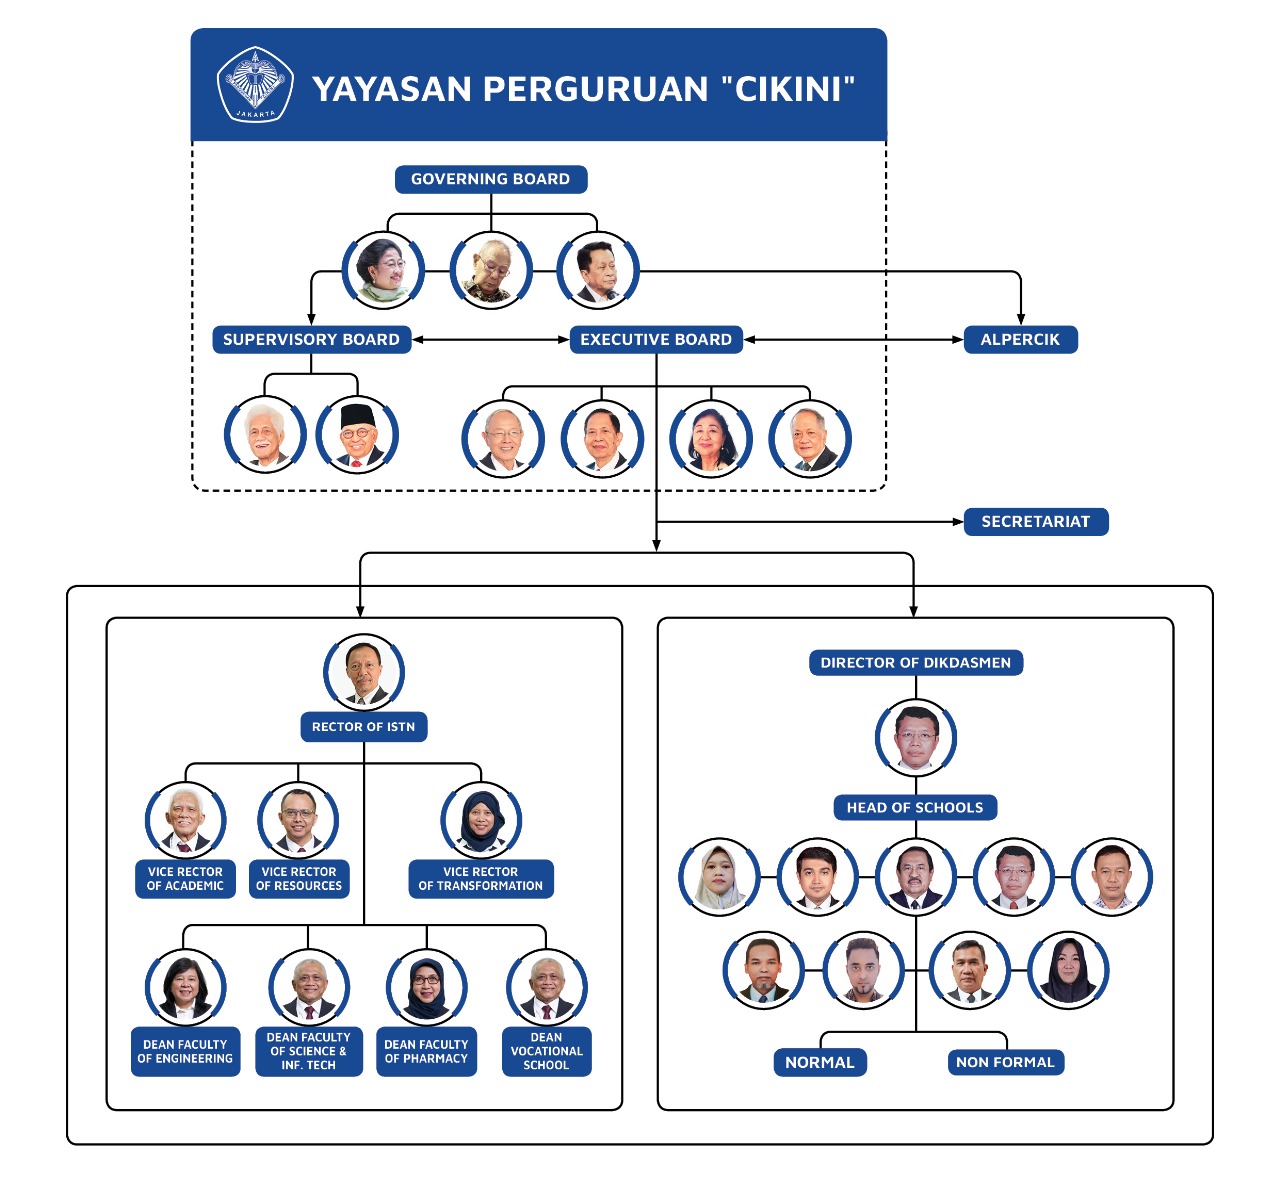 YAYASAN PERGURUAN "CIKINI"
JAKARTA
GOVERNING BOARD
SUPERVISORY BOARD
EXECUTIVE BOARD
ALPERCIK
SECRETARIAT
RECTOR OF ISTN
VICE RECTOR
OF ACADEMIC
VICE RECTOR
OF RESOURCES
VICE RECTOR
OF TRANSFORMATION
DEAN FACULTY
OF ENGINEERING
DEAN FACULTY
OF SCIENCE &
INF. TECH
DEAN FACULTY
OF PHARMACY
DEAN
VOCATIONAL
SCHOOL
DIRECTOR OF DIKDASMEN
HEAD OF SCHOOLS
NORMAL
NON FORMAL